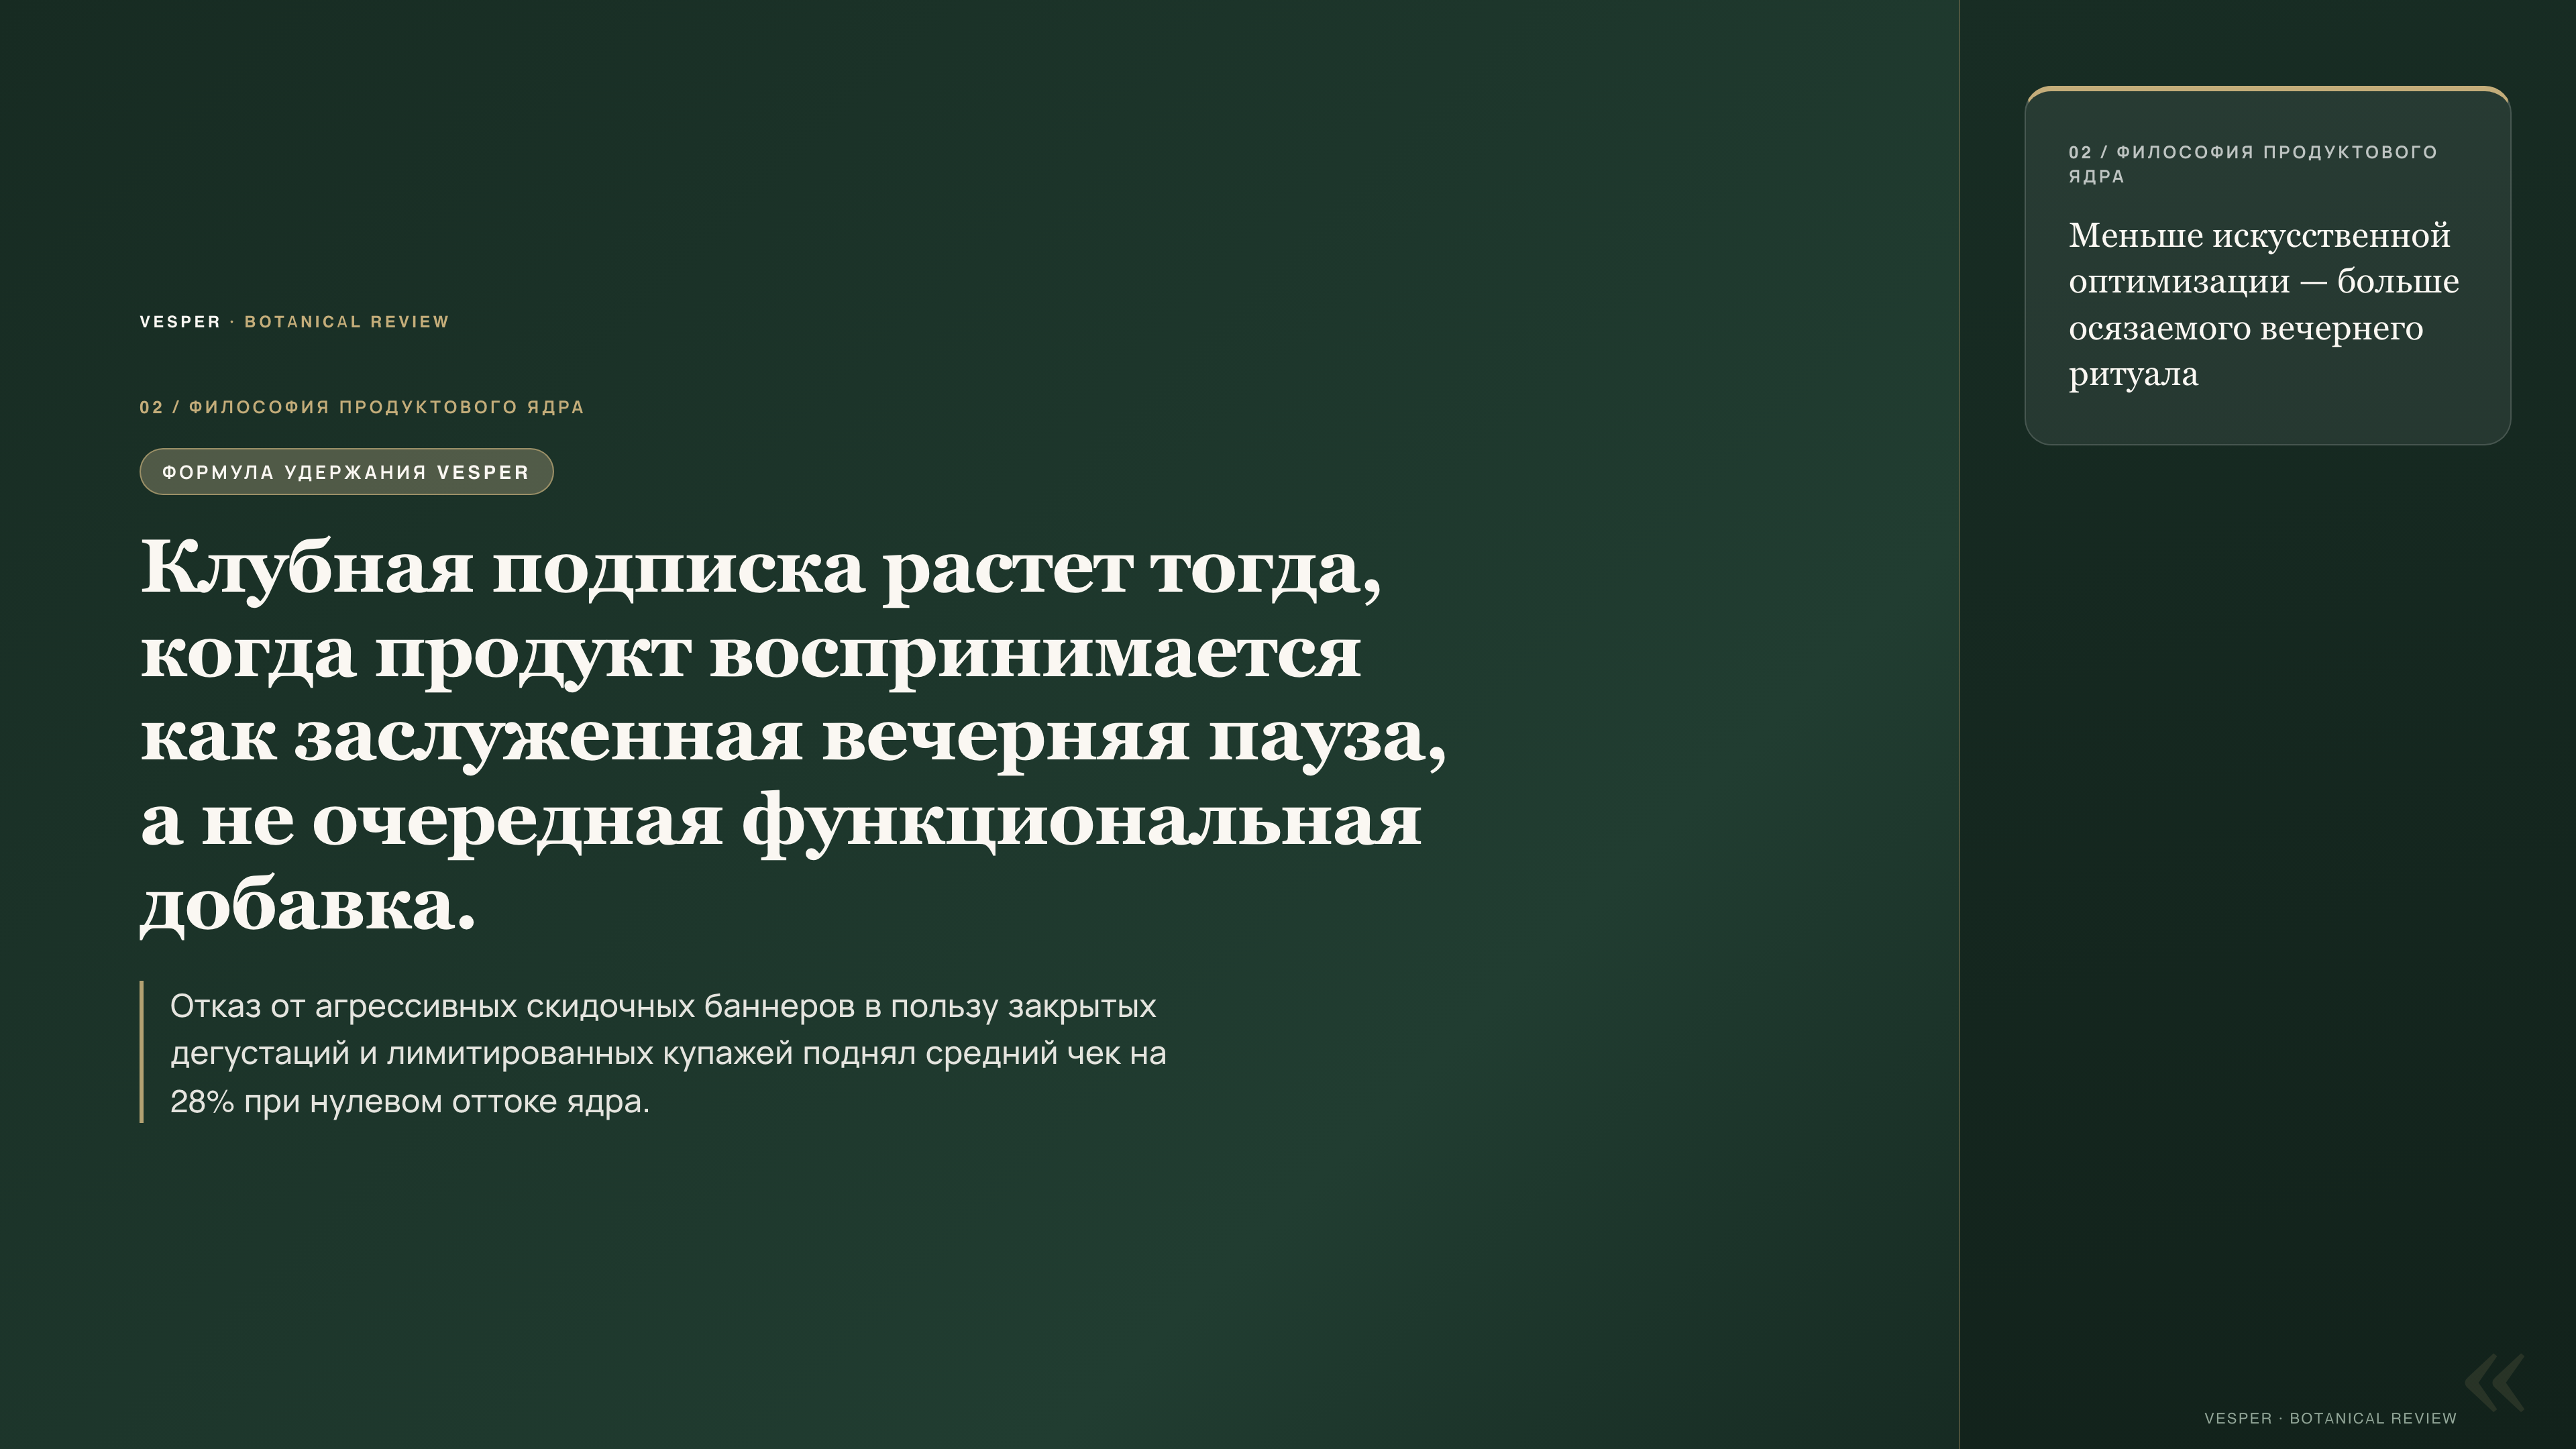 VESPER · BOTANICAL REVIEW
02 / ФИЛОСОФИЯ ПРОДУКТОВОГО ЯДРА
ФОРМУЛА УДЕРЖАНИЯ VESPER
Клубная подписка растет тогда,
когда продукт воспринимается
как заслуженная вечерняя пауза,
а не очередная функциональная
добавка.
Отказ от агрессивных скидочных баннеров в пользу закрытых
дегустаций и лимитированных купажей поднял средний чек на
28% при нулевом оттоке ядра.
02 / ФИЛОСОФИЯ ПРОДУКТОВОГО
ЯДРА
Меньше искусственной
оптимизации — больше
осязаемого вечернего
ритуала
«
VESPER · BOTANICAL REVIEW